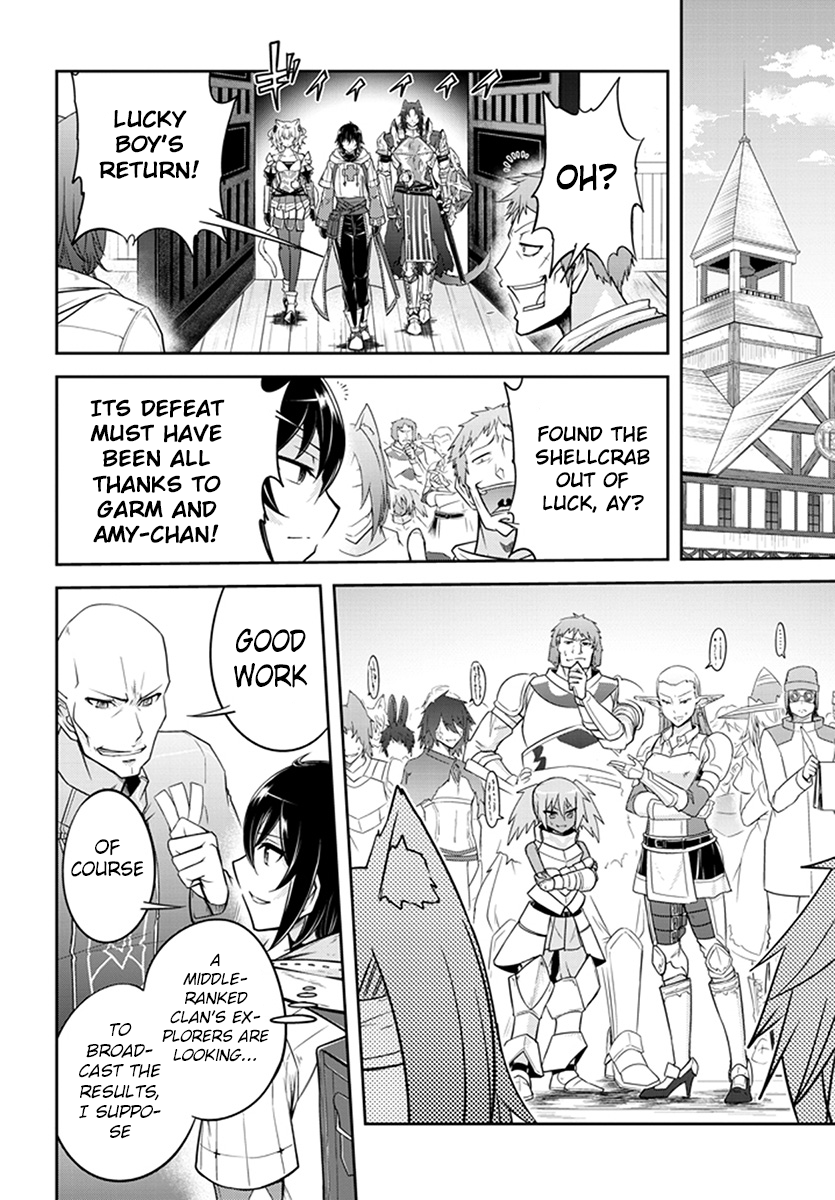 OH?
LUCKY
BOY'S
RETURN!
FOUND THE
SHELLCRAB
OUT OF
LUCK, AY?
ITS DEFEAT
MUST HAVE
BEEN ALL
THANKS TO
GARM AND
AMY-CHAN!
GOOD
WORK
OF
COURSE
A
MIDDLE-
RANKED
CLAN'S EX-
PLORERS ARE
LOOKING...
TO
BROAD-
CAST THE
RESULTS,
I SUPPO-
SE